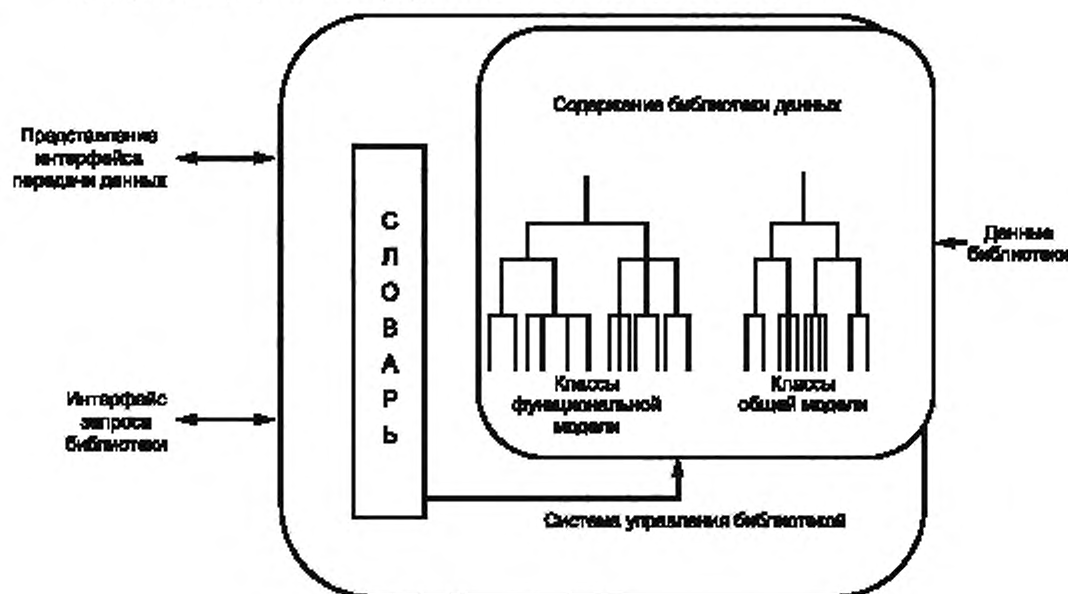 Содержание библиотеки данных
Представление
интерфейса
передачи данных
С
Л
О
В
А
Р
Ь
Данные
библиотеки
Классы
функциональной
модели
Классы
общей модели
Интерфейс
запроса
библиотеки
Система управления библиотекой